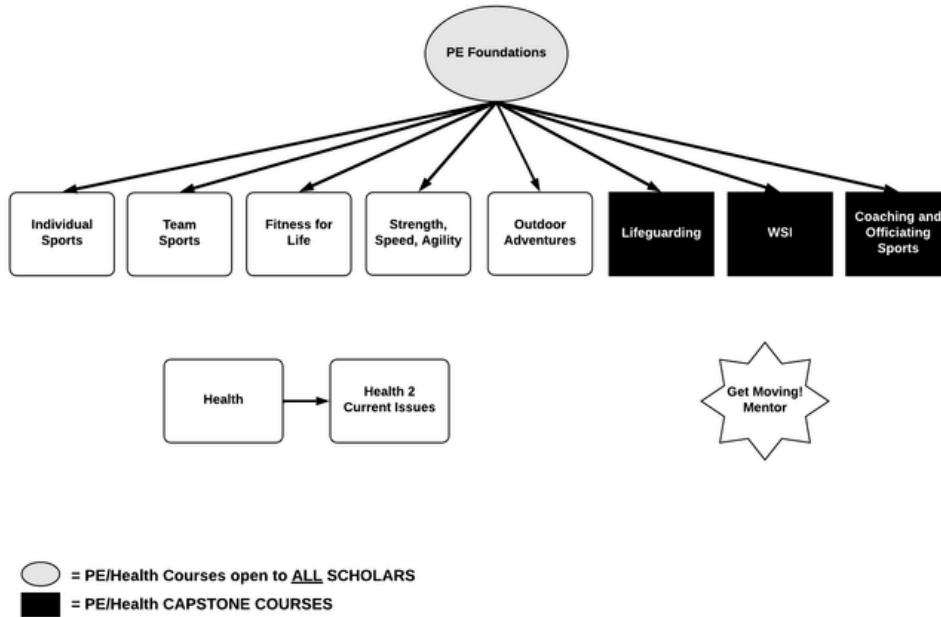 PE Foundations
Individual
Sports
Team
Sports
Fitness for
Life
Strength,
Speed, Agility
Outdoor
Adventures
Lifeguarding
WSI
Coaching and
Officiating
Sports
Health
Health 2
Current Issues
Get Moving!
Mentor
= PE/Health Courses open to ALL SCHOLARS
= PE/Health CAPSTONE COURSES